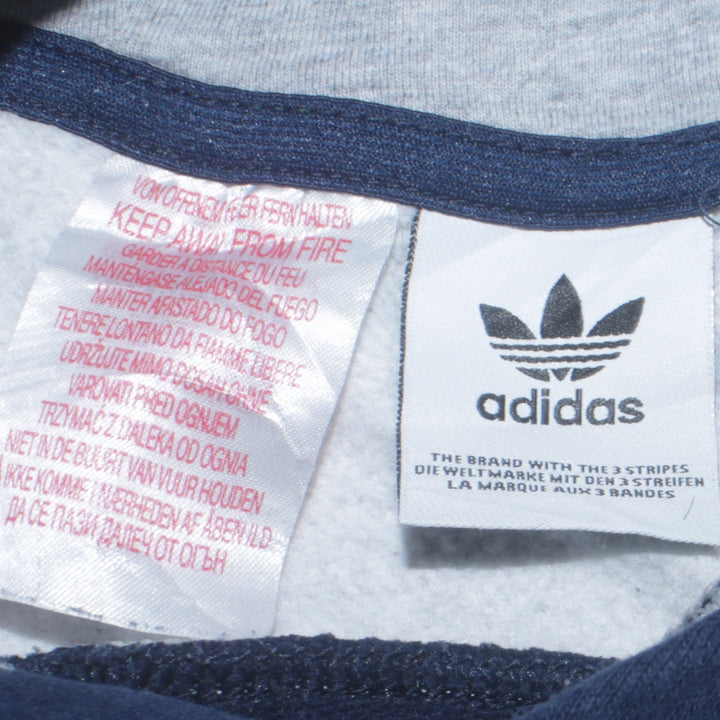 VON OFFENEM FEUER FERN HALTEN
KEEP AWAY FROM FIRE
GARDER À DISTANCE DU FEU
MANTENGASE ALEJADO DEL FUEGO
MANTER AFASTADO DO FOGO
TENERE LONTANO DA FIAMME LIBERE
UDRŽUJTE MIMO DOSAH OHNĚ
VAROVATI PRED OGNJEM
TRZYMAĆ Z DALEKA OD OGNIA
NIET IN DE BUURT VAN VUUR HOUDEN
IKKE KOMME I NÆRHEDEN AF ÅBEN ILD
ДА СЕ ПАЗИ ДАЛЕЧ ОТ ОГЪН
adidas
THE BRAND WITH THE 3 STRIPES
DIE WELTMARKE MIT DEN 3 STREIFEN
LA MARQUE AUX 3 BANDES